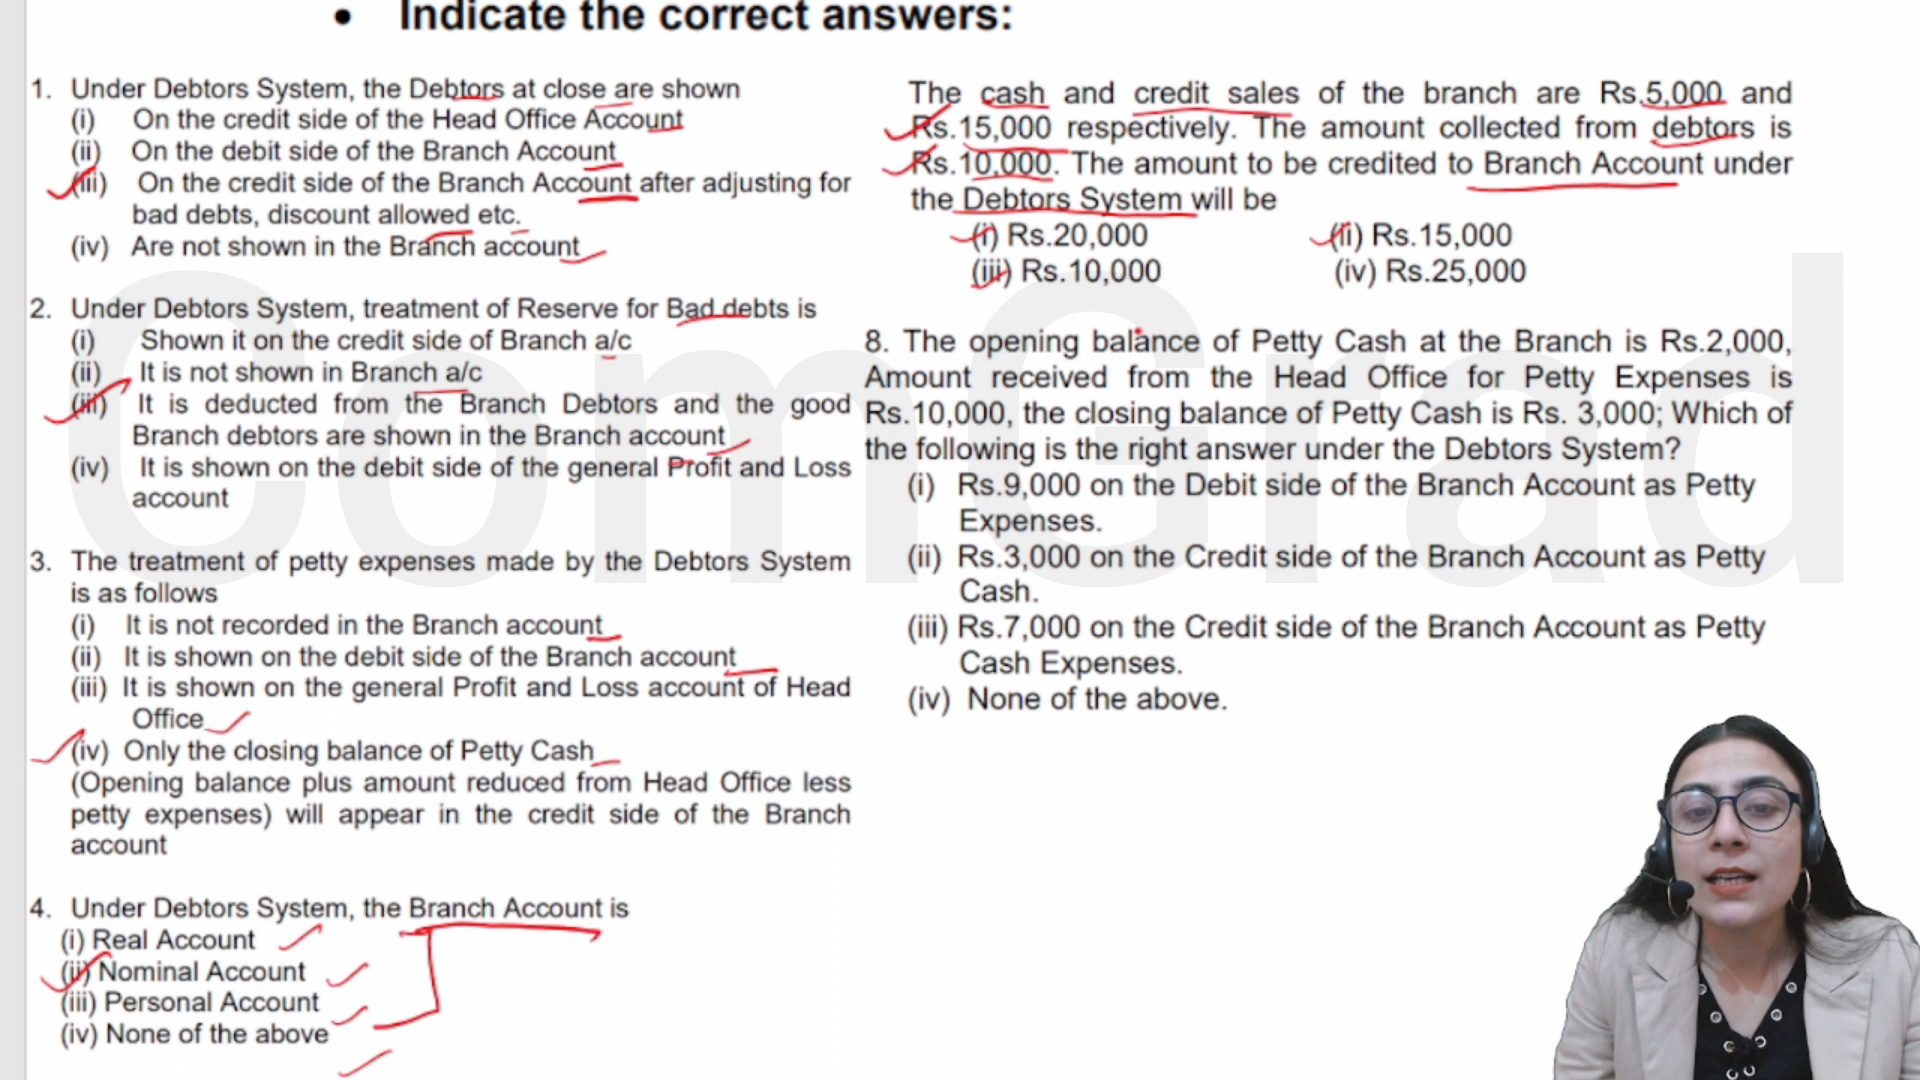 • Indicate the correct answers:
1. Under Debtors System, the Debtors at close are shown
(i) On the credit side of the Head Office Account
(ii) On the debit side of the Branch Account
(iii) On the credit side of the Branch Account after adjusting for
bad debts, discount allowed etc.
(iv) Are not shown in the Branch account
2. Under Debtors System, treatment of Reserve for Bad debts is
(i) Shown it on the credit side of Branch a/c
(ii) It is not shown in Branch a/c
(iii) It is deducted from the Branch Debtors and the good
Branch debtors are shown in the Branch account
(iv) It is shown on the debit side of the general Profit and Loss
account
3. The treatment of petty expenses made by the Debtors System
is as follows
(i) It is not recorded in the Branch account
(ii) It is shown on the debit side of the Branch account
(iii) It is shown on the general Profit and Loss account of Head
Office
(iv) Only the closing balance of Petty Cash
(Opening balance plus amount reduced from Head Office less
petty expenses) will appear in the credit side of the Branch
account
4. Under Debtors System, the Branch Account is
(i) Real Account
(ii) Nominal Account
(iii) Personal Account
(iv) None of the above
The cash and credit sales of the branch are Rs.5,000 and
Rs.15,000 respectively. The amount collected from debtors is
Rs.10,000. The amount to be credited to Branch Account under
the Debtors System will be
(i) Rs.20,000 (ii) Rs.15,000
(iii) Rs.10,000 (iv) Rs.25,000
8. The opening balance of Petty Cash at the Branch is Rs.2,000,
Amount received from the Head Office for Petty Expenses is
Rs.10,000, the closing balance of Petty Cash is Rs. 3,000; Which of
the following is the right answer under the Debtors System?
(i) Rs.9,000 on the Debit side of the Branch Account as Petty
Expenses.
(ii) Rs.3,000 on the Credit side of the Branch Account as Petty
Cash.
(iii) Rs.7,000 on the Credit side of the Branch Account as Petty
Cash Expenses.
(iv) None of the above.
ComGrad